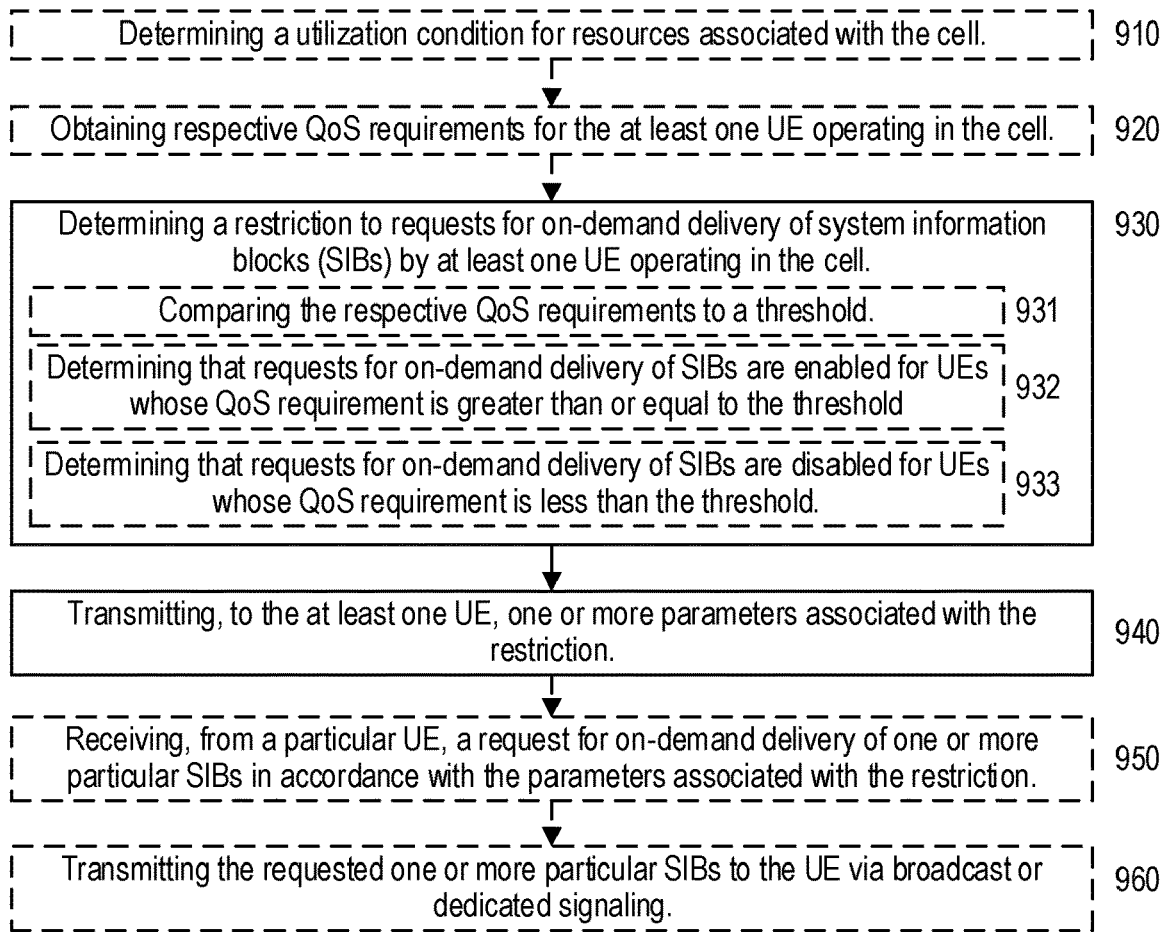 Determining a utilization condition for resources associated with the cell. 910
Obtaining respective QoS requirements for the at least one UE operating in the cell. 920
Determining a restriction to requests for on-demand delivery of system information 930
blocks (SIBs) by at least one UE operating in the cell.
Comparing the respective QoS requirements to a threshold. 931
Determining that requests for on-demand delivery of SIBs are enabled for UEs
whose QoS requirement is greater than or equal to the threshold 932
Determining that requests for on-demand delivery of SIBs are disabled for UEs
whose QoS requirement is less than the threshold. 933
Transmitting, to the at least one UE, one or more parameters associated with the
restriction. 940
Receiving, from a particular UE, a request for on-demand delivery of one or more
particular SIBs in accordance with the parameters associated with the restriction. 950
Transmitting the requested one or more particular SIBs to the UE via broadcast or
dedicated signaling. 960